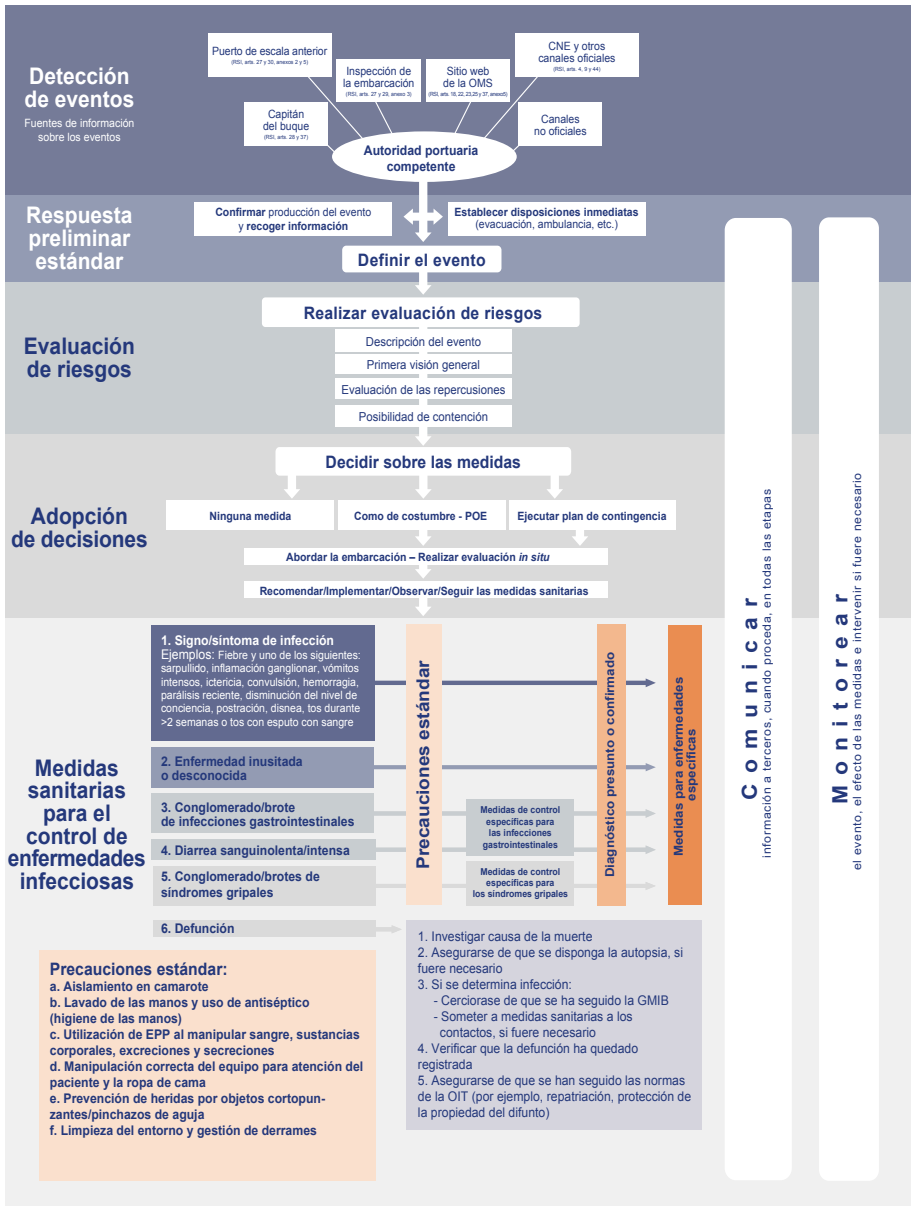 Detección
de eventos
Fuentes de información
sobre los eventos
Puerto de escala anterior
(RSI, arts. 27 y 30, anexos 2 y 5)
Inspección de
la embarcación
(RSI, arts. 27 y 29, anexo 3)
Sitio web
de la OMS
(RSI, arts. 18, 22, 23,25 y 37, anexo5)
CNE y otros
canales oficiales
(RSI, arts. 4, 9 y 44)
Capitán
del buque
(RSI, arts. 28 y 37)
Canales
no oficiales
Autoridad portuaria
competente
Respuesta
preliminar
estándar
Confirmar producción del evento
y recoger información
Establecer disposiciones inmediatas
(evacuación, ambulancia, etc.)
Definir el evento
Evaluación
de riesgos
Realizar evaluación de riesgos
Descripción del evento
Primera visión general
Evaluación de las repercusiones
Posibilidad de contención
Adopción
de decisiones
Decidir sobre las medidas
Ninguna medida
Como de costumbre - POE
Ejecutar plan de contingencia
Abordar la embarcación – Realizar evaluación in situ
Recomendar/Implementar/Observar/Seguir las medidas sanitarias
Medidas
sanitarias
para el
control de
enfermedades
infecciosas
1. Signo/síntoma de infección
Ejemplos: Fiebre y uno de los siguientes:
sarpullido, inflamación ganglionar, vómitos
intensos, ictericia, convulsión, hemorragia,
parálisis reciente, disminución del nivel de
conciencia, postración, disnea, tos durante
>2 semanas o tos con esputo con sangre
2. Enfermedad inusitada
o desconocida
3. Conglomerado/brote
de infecciones gastrointestinales
4. Diarrea sanguinolenta/intensa
5. Conglomerado/brotes de
síndromes gripales
6. Defunción
Precauciones estándar
Medidas de control
específicas para
las infecciones
gastrointestinales
Medidas de control
específicas para
los síndromes gripales
Diagnóstico presunto o confirmado
Medidas para enfermedades
específicas
1. Investigar causa de la muerte
2. Asegurarse de que se disponga la autopsia, si
fuere necesario
3. Si se determina infección:
- Cerciorase de que se ha seguido la GMIB
- Someter a medidas sanitarias a los
contactos, si fuere necesario
4. Verificar que la defunción ha quedado
registrada
5. Asegurarse de que se han seguido las normas
de la OIT (por ejemplo, repatriación, protección de
la propiedad del difunto)
Precauciones estándar:
a. Aislamiento en camarote
b. Lavado de las manos y uso de antiséptico
(higiene de las manos)
c. Utilización de EPP al manipular sangre, sustancias
corporales, excreciones y secreciones
d. Manipulación correcta del equipo para atención del
paciente y la ropa de cama
e. Prevención de heridas por objetos cortopun-
zantes/pinchazos de aguja
f. Limpieza del entorno y gestión de derrames
Comunicar
información a terceros, cuando proceda, en todas las etapas
Monitorear
el evento, el efecto de las medidas e intervenir si fuere necesario